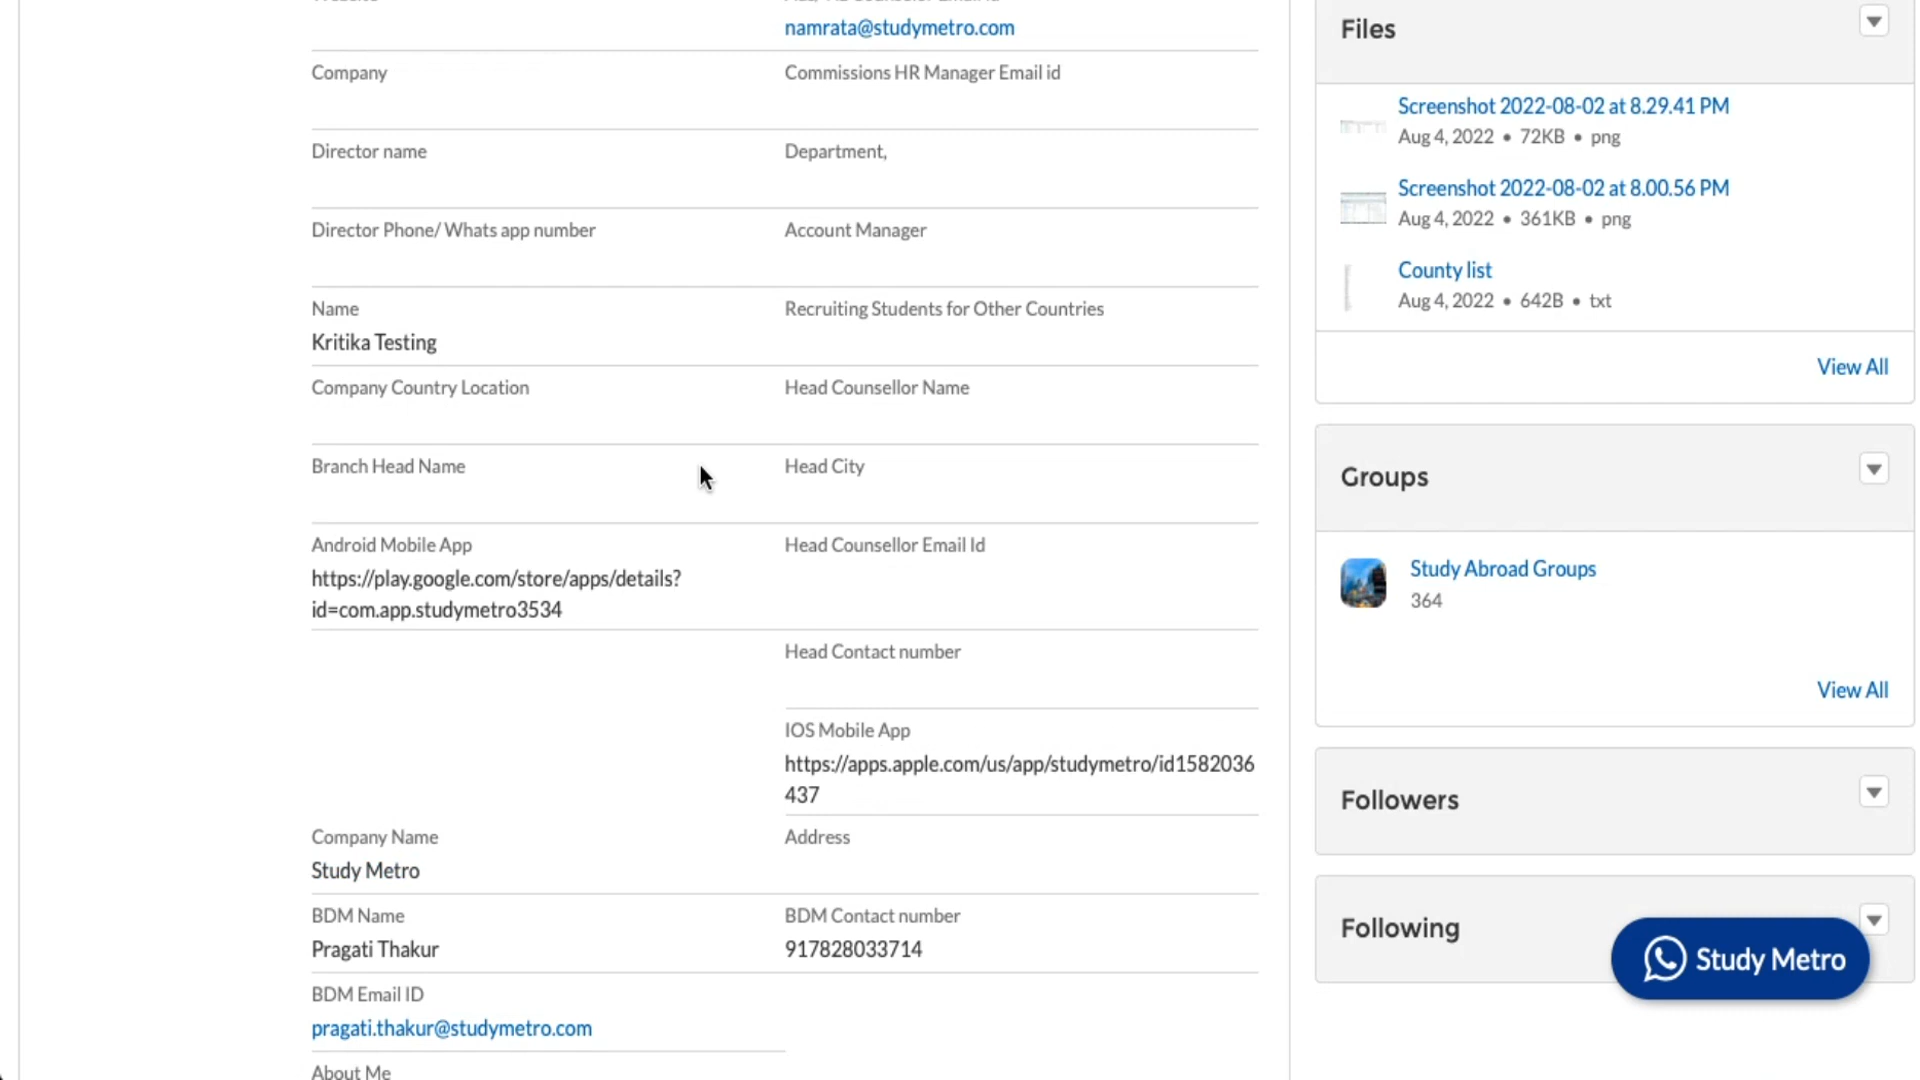 namrata@studymetro.com
Company
Commissions HR Manager Email id
Director name
Department,
Director Phone/ Whats app number
Account Manager
Name
Kritika Testing
Recruiting Students for Other Countries
Company Country Location
Head Counsellor Name
Branch Head Name
Head City
Android Mobile App
https://play.google.com/store/apps/details?
id=com.app.studymetro3534
Head Counsellor Email Id
Head Contact number
IOS Mobile App
https://apps.apple.com/us/app/studymetro/id1582036
437
Company Name
Study Metro
Address
BDM Name
Pragati Thakur
BDM Contact number
917828033714
BDM Email ID
pragati.thakur@studymetro.com
About Me
Files
Screenshot 2022-08-02 at 8.29.41 PM
Aug 4, 2022 • 72KB • png
Screenshot 2022-08-02 at 8.00.56 PM
Aug 4, 2022 • 361KB • png
County list
Aug 4, 2022 • 642B • txt
View All
Groups
Study Abroad Groups
364
View All
Followers
Following
Study Metro